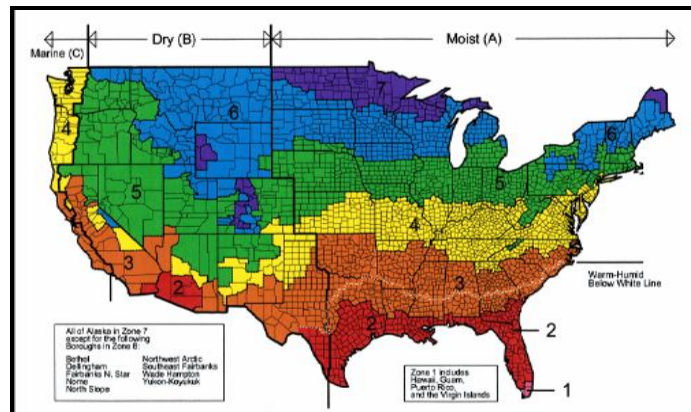 Marine (C)
Dry (B)
Moist (A)
7
6
6
4
5
5
4
3
3
2
2
Warm-Humid
Below White Line
2
1
All of Alaska in Zone 7
except for the following
Boroughs in Zone 8:
Bethel Northwest Arctic
Dellingham Southeast Fairbanks
Fairbanks N. Star Wade Hampton
Nome Yukon-Koyukuk
North Slope
Zone 1 includes
Hawaii, Guam,
Puerto Rico,
and the Virgin Islands